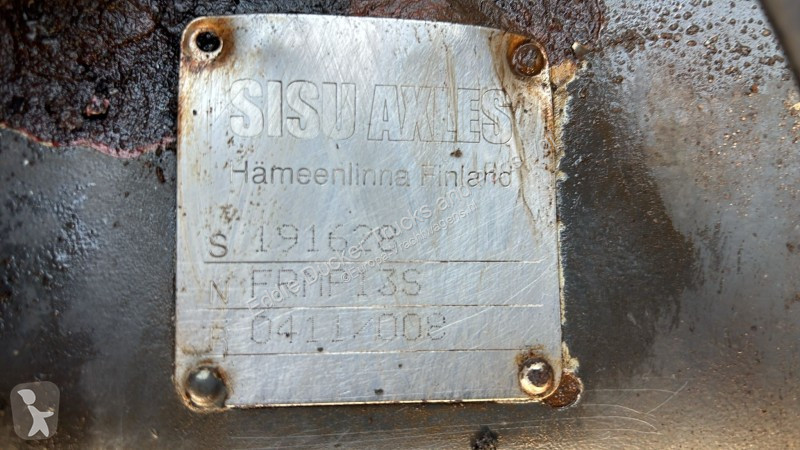 SISU AXLES
Hämeenlinna Finland
S 191628
N FRMP13S
0411/008